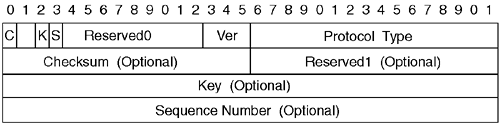 0 1 2 3 4 5 6 7 8 9 0 1 2 3 4 5 6 7 8 9 0 1 2 3 4 5 6 7 8 9 0 1
C K S Reserved0 Ver Protocol Type
Checksum (Optional) Reserved1 (Optional)
Key (Optional)
Sequence Number (Optional)